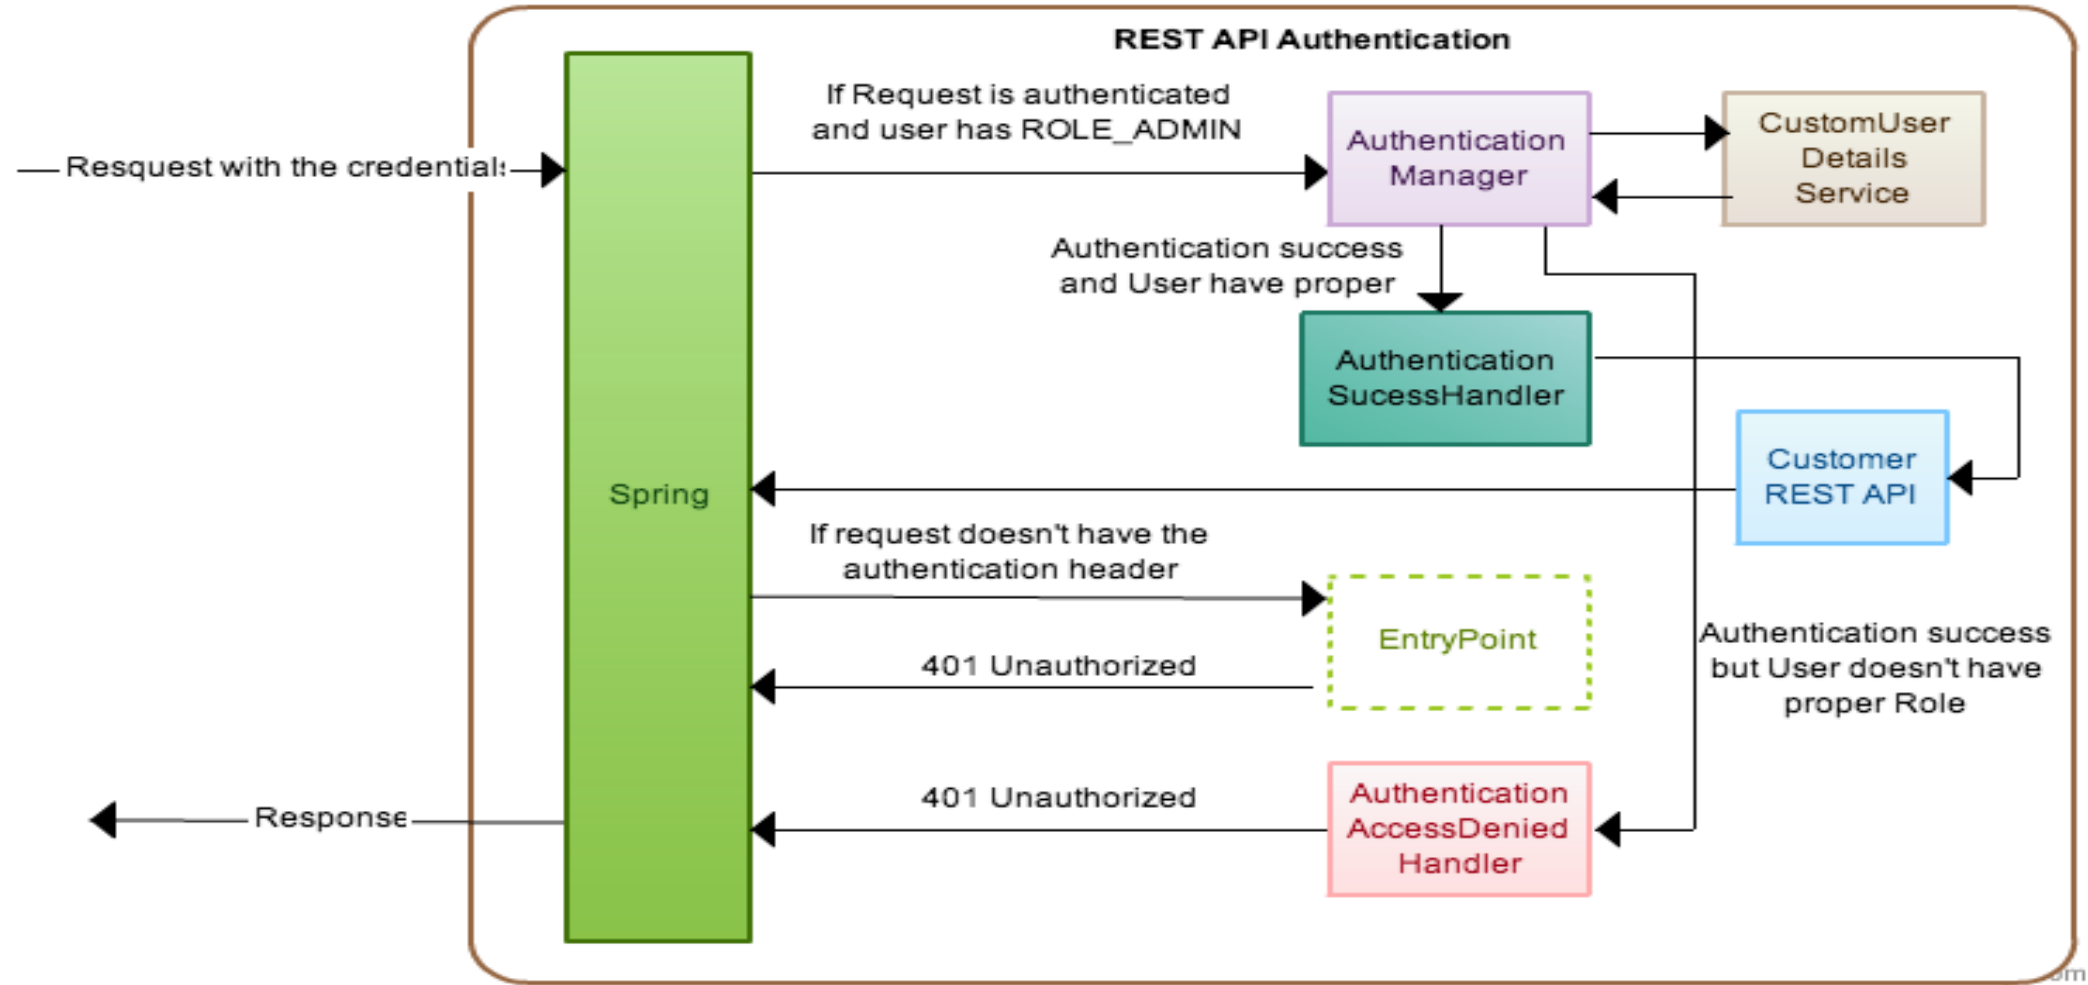 REST API Authentication
If Request is authenticated
and user has ROLE_ADMIN
Authentication
Manager
CustomUser
Details
Service
Resquest with the credentials
Authentication success
and User have proper
Authentication
SucessHandler
Customer
REST API
Spring
If request doesn't have the
authentication header
EntryPoint
401 Unauthorized
Authentication success
but User doesn't have
proper Role
401 Unauthorized
Authentication
AccessDenied
Handler
Response
om